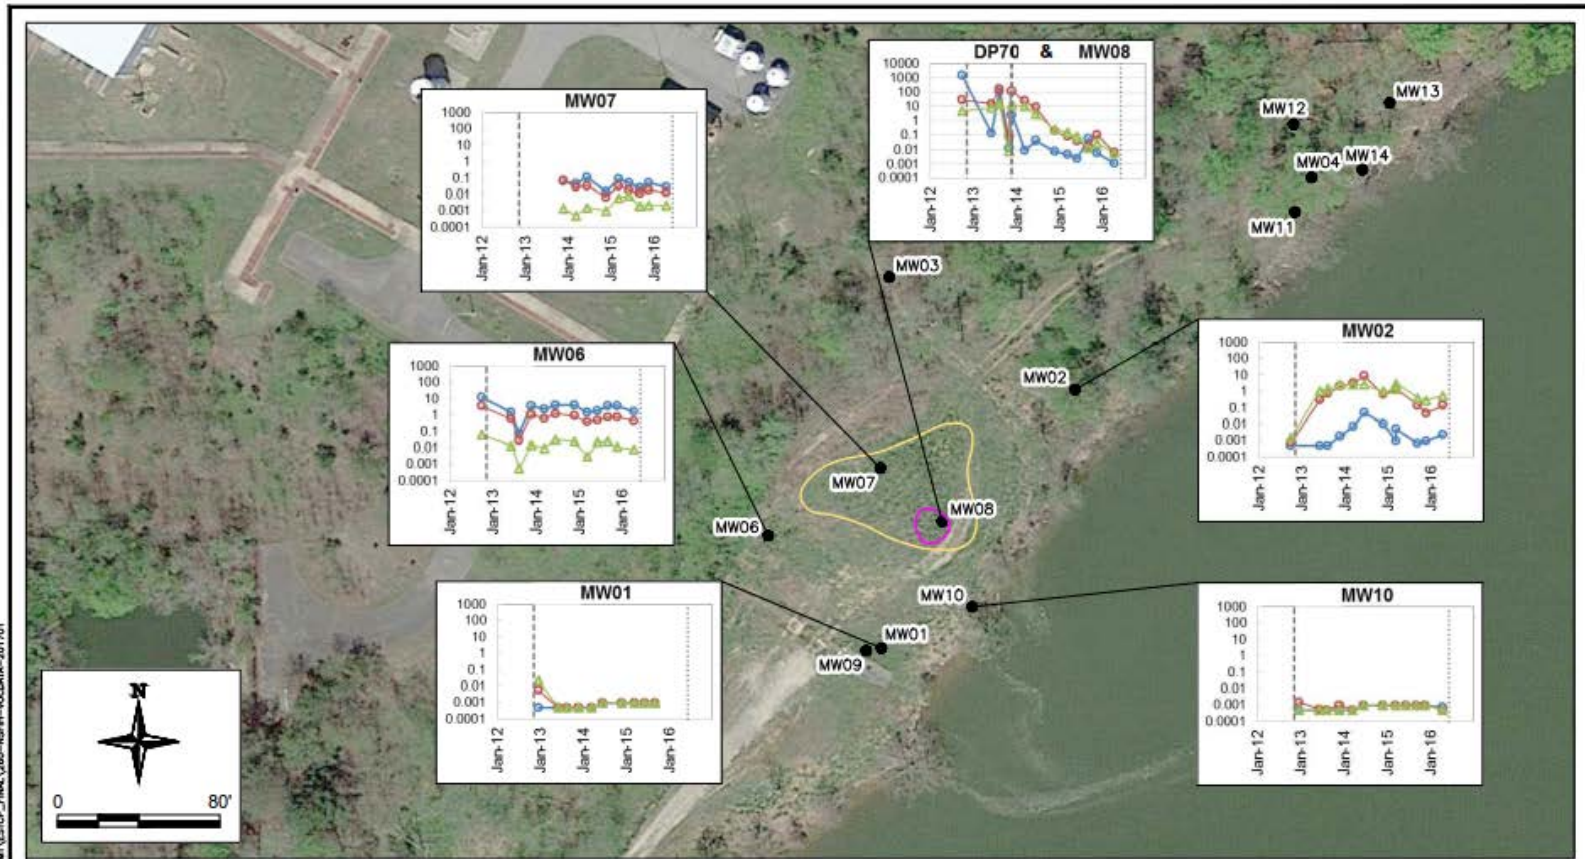 DP70 & MW08
10000
1000
100
10
1
0.1
0.01
0.001
0.0001
Jan-12
Jan-13
Jan-14
Jan-15
Jan-16
MW07
1000
100
10
1
0.1
0.01
0.001
0.0001
Jan-12
Jan-13
Jan-14
Jan-15
Jan-16
MW13
MW12
MW04
MW14
MW11
MW03
MW02
1000
100
10
1
0.1
0.01
0.001
0.0001
Jan-12
Jan-13
Jan-14
Jan-15
Jan-16
MW06
1000
100
10
1
0.1
0.01
0.001
0.0001
Jan-12
Jan-13
Jan-14
Jan-15
Jan-16
MW02
MW07
MW08
MW06
MW10
MW01
MW09
MW01
1000
100
10
1
0.1
0.01
0.001
0.0001
Jan-12
Jan-13
Jan-14
Jan-15
Jan-16
MW10
1000
100
10
1
0.1
0.01
0.001
0.0001
Jan-12
Jan-13
Jan-14
Jan-15
Jan-16
N
0 80'